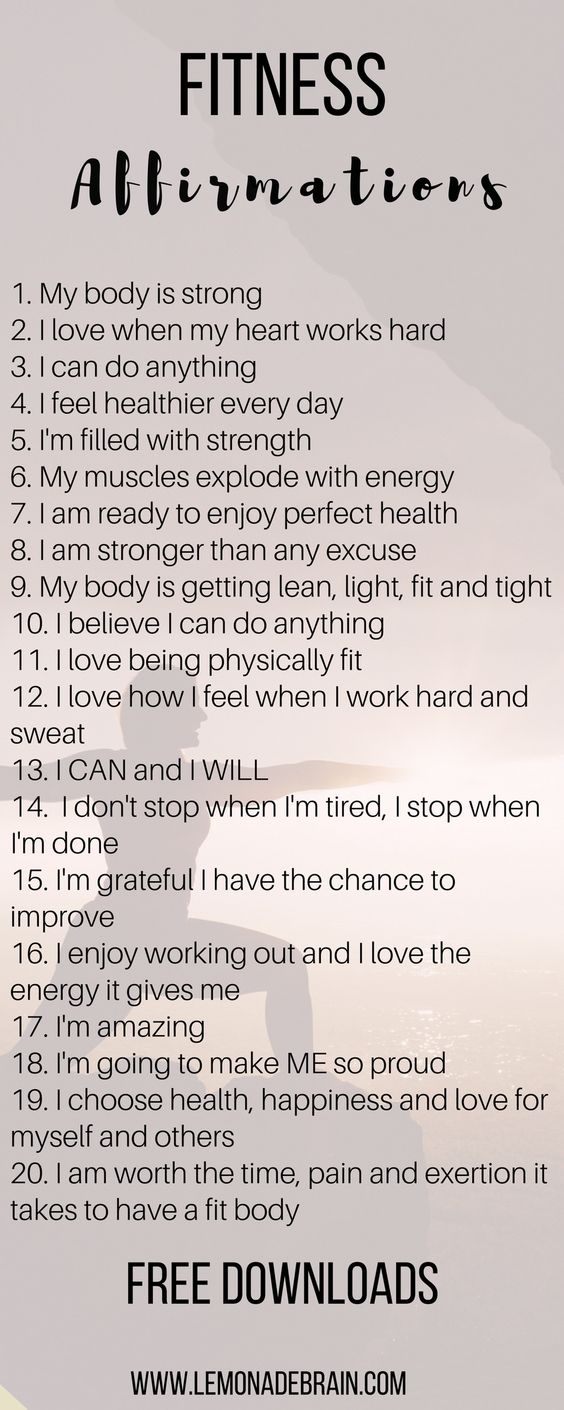 FITNESS
Affirmations
1. My body is strong
2. I love when my heart works hard
3. I can do anything
4. I feel healthier every day
5. I'm filled with strength
6. My muscles explode with energy
7. I am ready to enjoy perfect health
8. I am stronger than any excuse
9. My body is getting lean, light, fit and tight
10. I believe I can do anything
11. I love being physically fit
12. I love how I feel when I work hard and
sweat
13. I CAN and I WILL
14.  I don't stop when I'm tired, I stop when
I'm done
15. I'm grateful I have the chance to
improve
16. I enjoy working out and I love the
energy it gives me
17. I'm amazing
18. I'm going to make ME so proud
19. I choose health, happiness and love for
myself and others
20. I am worth the time, pain and exertion it
takes to have a fit body
FREE DOWNLOADS
WWW.LEMONADEBRAIN.COM